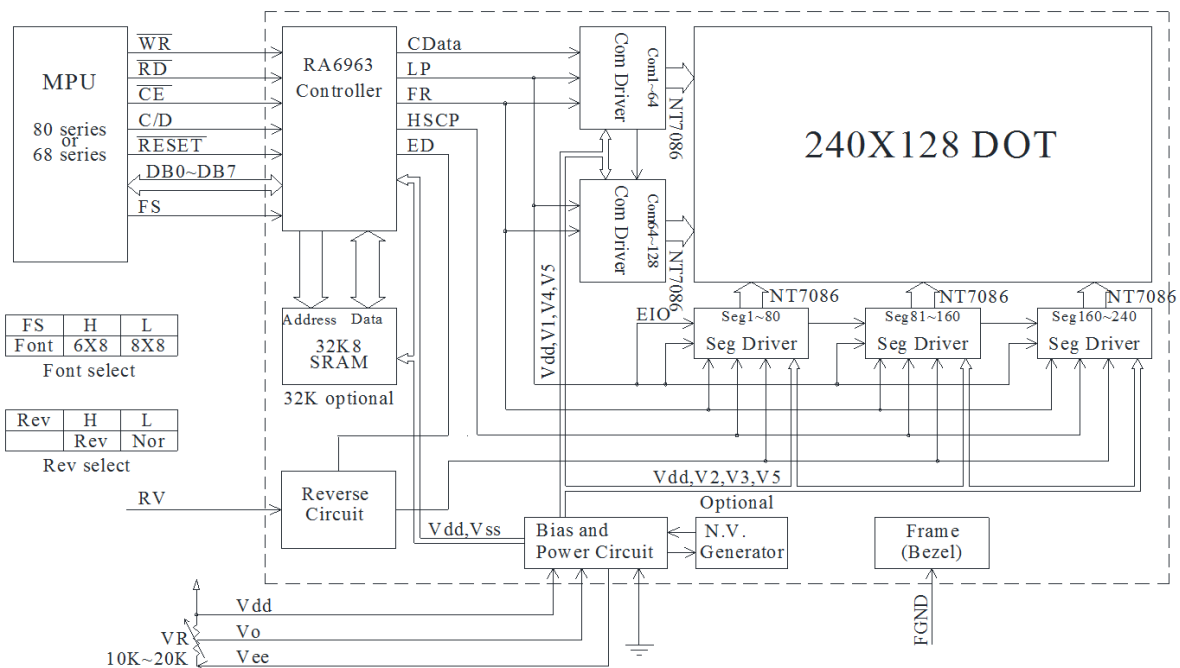 MPU
80 series
or
68 series
WR
RD
CE
C/D
RESET
DB0~DB7
FS
RA6963
Controller
CData
LP
FR
HSCP
ED
Com Driver
Com1~64
NT7086
Com Driver
Com64~128
NT7086
240X128 DOT
Vdd,V1,V4,V5
NT7086
NT7086
NT7086
EIO
Seg1~80
Seg Driver
Seg81~160
Seg Driver
Seg160~240
Seg Driver
Address Data
32K8
SRAM
32K optional
FS H L
Font 6X8 8X8
Font select
Rev H L
Rev Nor
Rev select
RV
Reverse
Circuit
Vdd,Vss
Vdd,V2,V3,V5
Optional
Bias and
Power Circuit
N.V.
Generator
Frame
(Bezel)
FGND
Vdd
VR
Vo
10K~20K
Vee